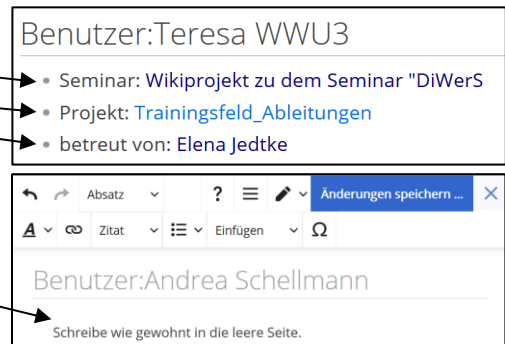 Benutzer:Teresa WWU3
Seminar: Wikiprojekt zu dem Seminar "DiWerS
Projekt: Trainingsfeld_Ableitungen
betreut von: Elena Jedtke
Absatz ? Änderungen speichern ...
A Zitat Einfügen Ω
Benutzer:Andrea Schellmann
Schreibe wie gewohnt in die leere Seite.